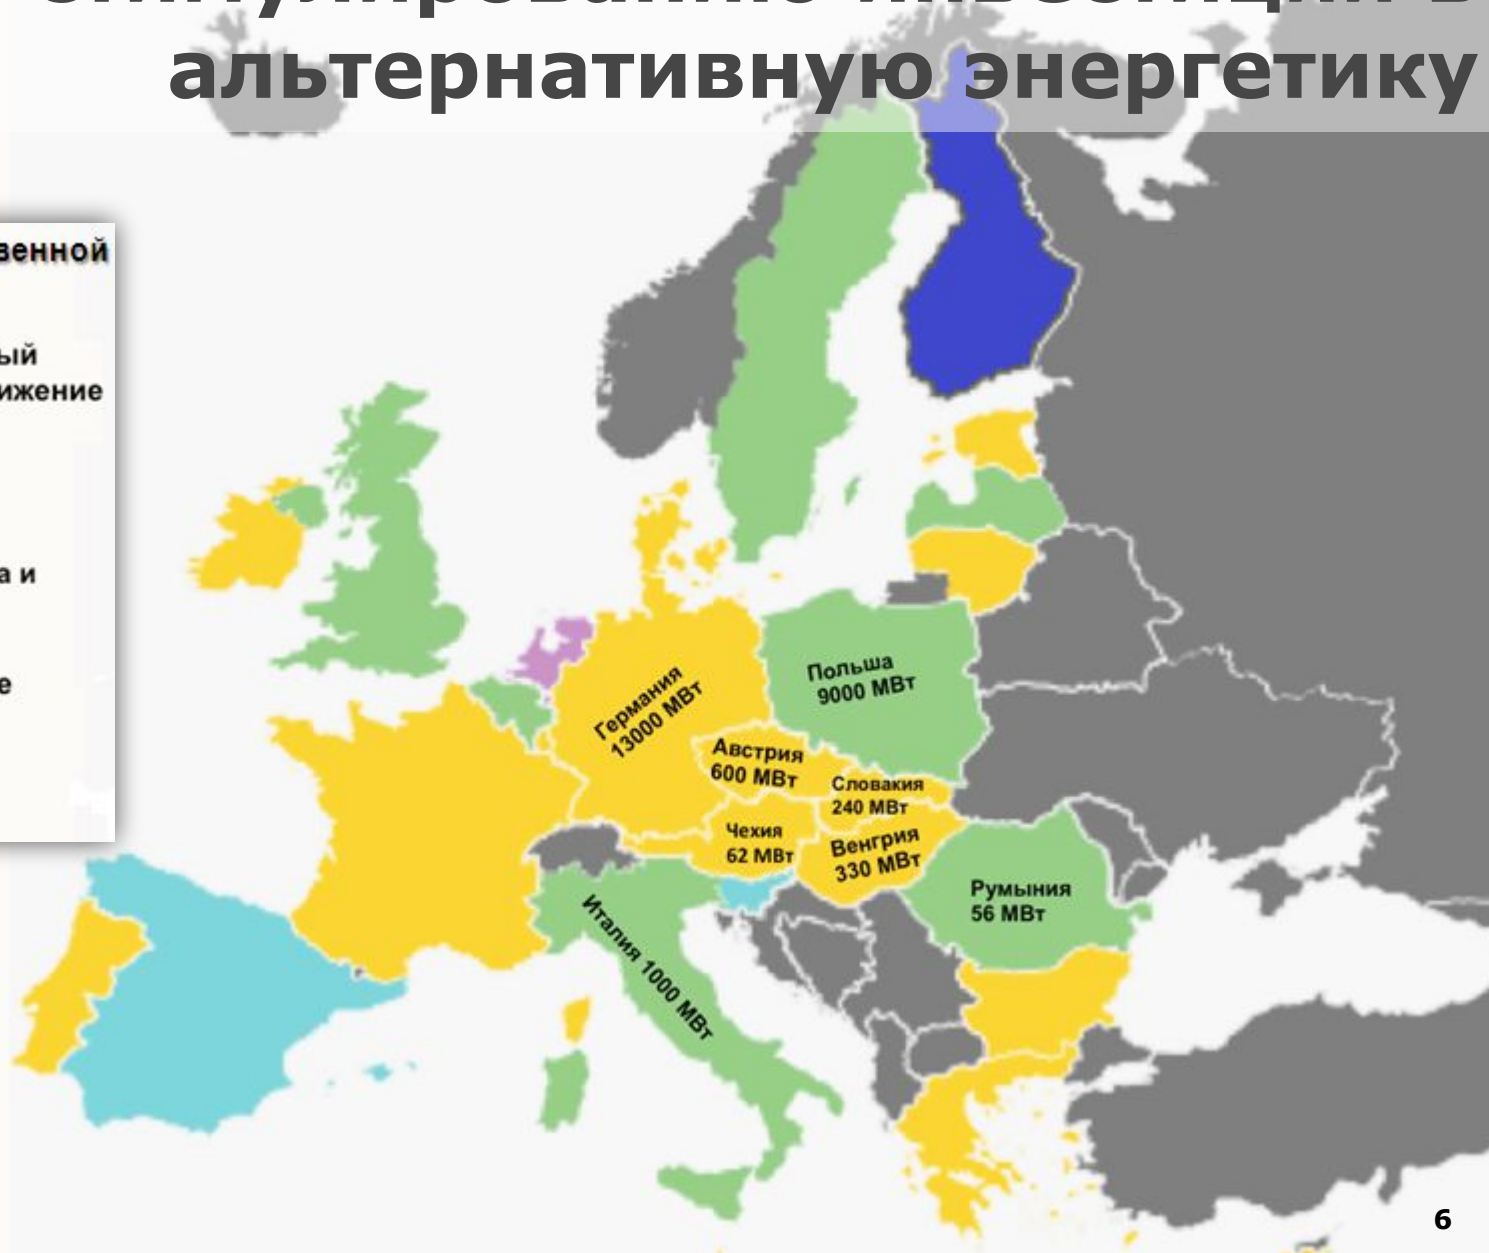 альтернативную энергетику
венной
ый
ижение
а и
е
Германия
13000 МВт
Польша
9000 МВт
Австрия
600 МВт
Словакия
240 МВт
Чехия
62 МВт
Венгрия
330 МВт
Румыния
56 МВт
Италия 1000 МВт
6